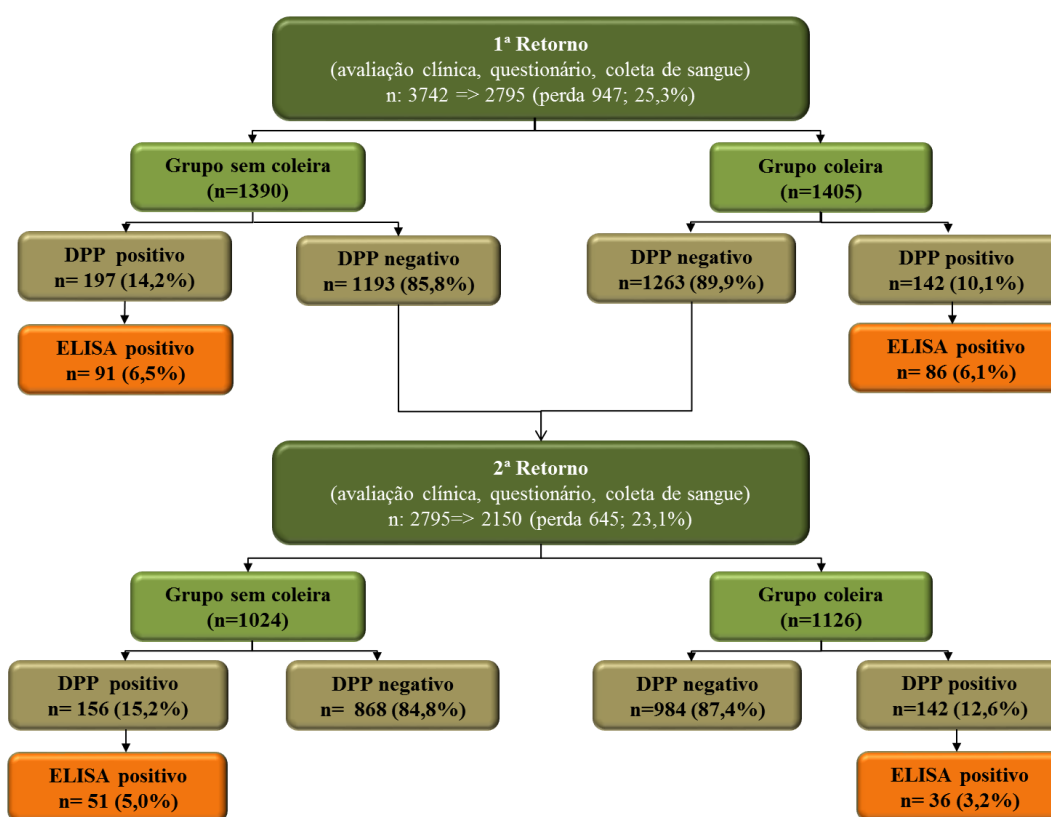 1ª Retorno
(avaliação clínica, questionário, coleta de sangue)
n: 3742 => 2795 (perda 947; 25,3%)
Grupo sem coleira
(n=1390)
Grupo coleira
(n=1405)
DPP positivo
n= 197 (14,2%)
DPP negativo
n= 1193 (85,8%)
DPP negativo
n=1263 (89,9%)
DPP positivo
n=142 (10,1%)
ELISA positivo
n= 91 (6,5%)
ELISA positivo
n= 86 (6,1%)
2ª Retorno
(avaliação clínica, questionário, coleta de sangue)
n: 2795=> 2150 (perda 645; 23,1%)
Grupo sem coleira
(n=1024)
Grupo coleira
(n=1126)
DPP positivo
n= 156 (15,2%)
DPP negativo
n= 868 (84,8%)
DPP negativo
n=984 (87,4%)
DPP positivo
n=142 (12,6%)
ELISA positivo
n= 51 (5,0%)
ELISA positivo
n= 36 (3,2%)